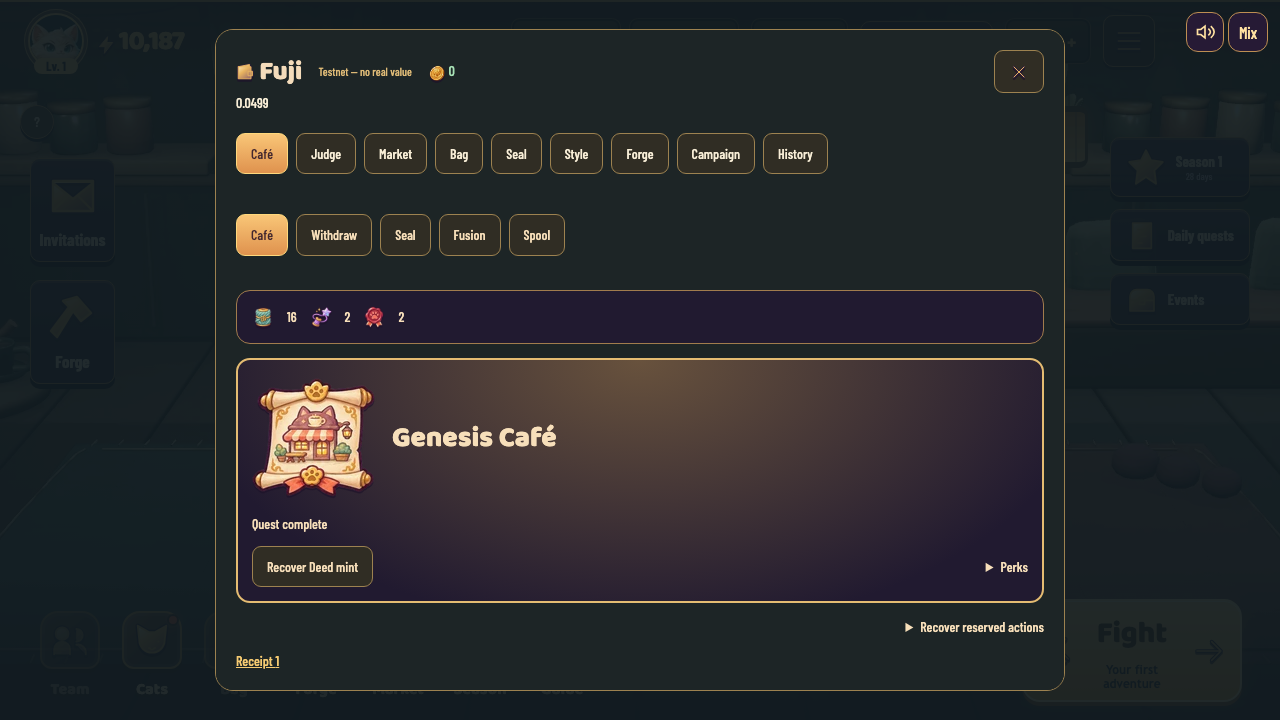 Lv. 1
10,187
Fuji
Testnet — no real value
0
0.0499
Mix
Café
Judge
Market
Bag
Seal
Style
Forge
Campaign
History
Café
Withdraw
Seal
Fusion
Spool
16
2
2
Genesis Café
Quest complete
Recover Deed mint
▶ Perks
▶ Recover reserved actions
Receipt 1
Invitations
Forge
Season 1
Daily quests
Events
Team
Cats
Fight
Your first
adventure